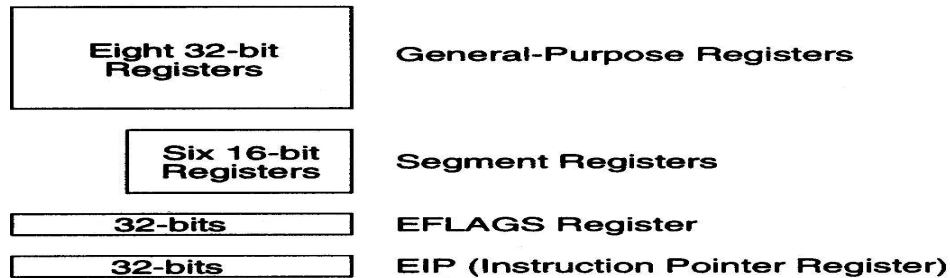 Eight 32-bit
Registers
General-Purpose Registers
Six 16-bit
Registers
Segment Registers
32-bits
EFLAGS Register
32-bits
EIP (Instruction Pointer Register)